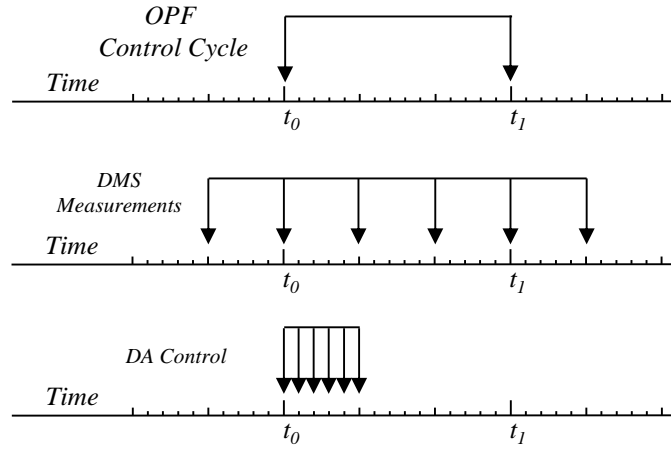 OPF
Control Cycle
Time
t0 t1
DMS
Measurements
Time
t0 t1
DA Control
Time
t0 t1